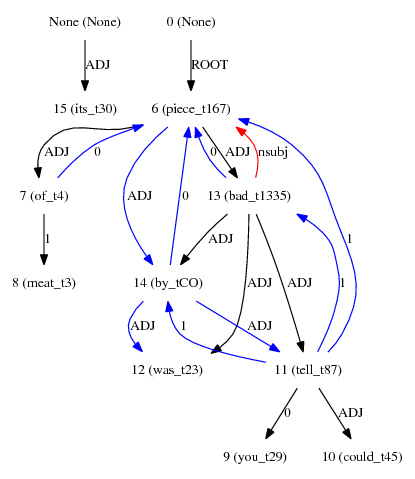 None (None) 0 (None)
ADJ ROOT
15 (its_t30) 6 (piece_t167)
ADJ 0 ADJ 0 ADJ nsubj
7 (of_t4) 13 (bad_t1335)
1 ADJ 1
8 (meat_t3) 14 (by_tCO) ADJ ADJ 1
ADJ 1 ADJ
12 (was_t23) 11 (tell_t87)
0 ADJ
9 (you_t29) 10 (could_t45)